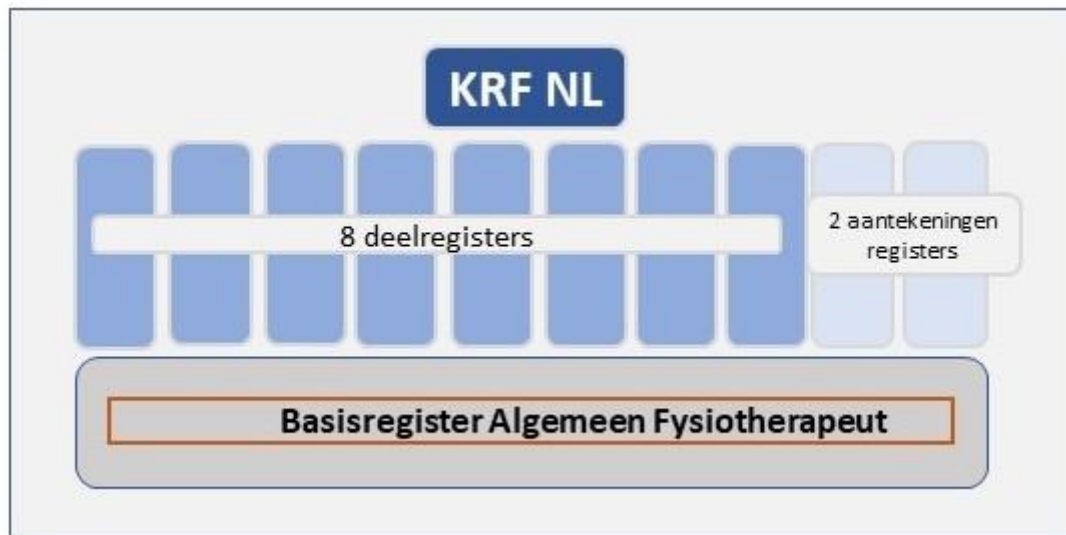 KRF NL
8 deelregisters
2 aantekeningen
registers
Basisregister Algemeen Fysiotherapeut